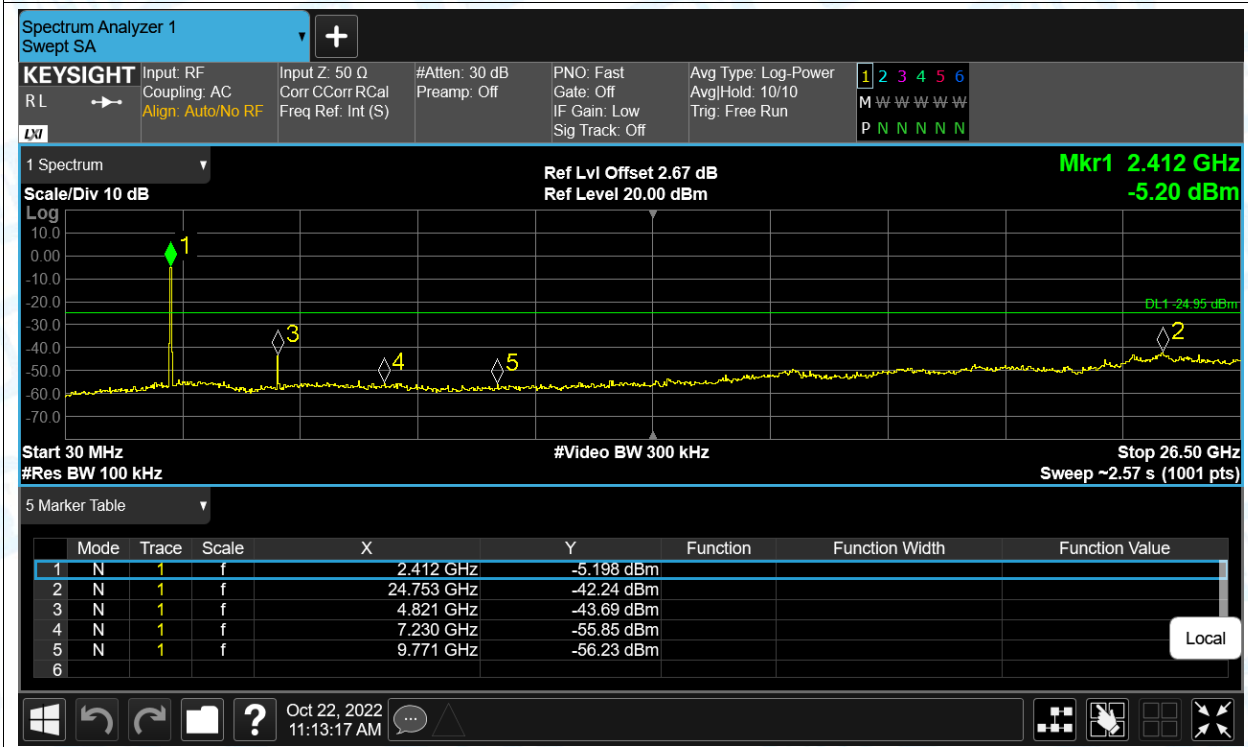 Spectrum Analyzer 1
Swept SA
KEYSIGHT
R L
LXI
Input: RF
Coupling: AC
Align: Auto/No RF
Input Z: 50 Ω
Corr CCorr RCal
Freq Ref: Int (S)
#Atten: 30 dB
Preamp: Off
PNO: Fast
Gate: Off
IF Gain: Low
Sig Track: Off
Avg Type: Log-Power
Avg|Hold: 10/10
Trig: Free Run
1 2 3 4 5 6
M W W W W W
P N N N N N
1 Spectrum
Scale/Div 10 dB
Ref Lvl Offset 2.67 dB
Ref Level 20.00 dBm
Mkr1 2.412 GHz
-5.20 dBm
Log
10.0
0.00
-10.0
-20.0
-30.0
-40.0
-50.0
-60.0
-70.0
1
DL1 -24.95 dBm
3
2
4
5
Start 30 MHz
#Video BW 300 kHz
Stop 26.50 GHz
#Res BW 100 kHz
Sweep ~2.57 s (1001 pts)
5 Marker Table
Mode Trace Scale X Y Function Function Width Function Value
1 N 1 f 2.412 GHz -5.198 dBm
2 N 1 f 24.753 GHz -42.24 dBm
3 N 1 f 4.821 GHz -43.69 dBm
4 N 1 f 7.230 GHz -55.85 dBm
5 N 1 f 9.771 GHz -56.23 dBm
6
Local
?
Oct 22, 2022
11:13:17 AM